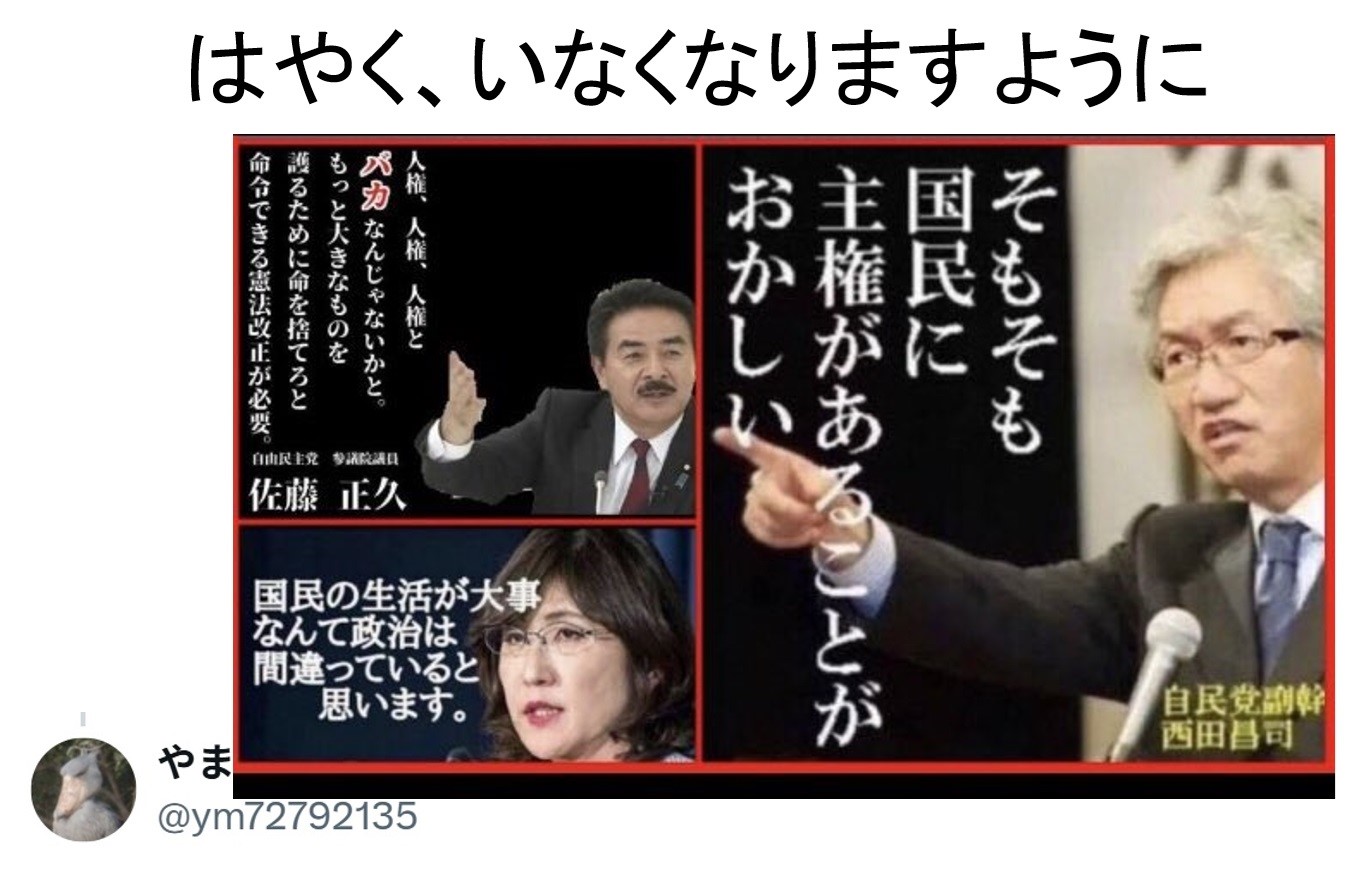 はやく、いなくなりますように
人権、人権、人権と
バカなんじゃないかと。
もっと大きなものを
護るために命を捨てろと
命令できる憲法改正が必要。
自由民主党 参議院議員
佐藤 正久
国民の生活が大事
なんて政治は
間違っていると
思います。
そもそも
国民に
主権があることが
おかしい
自民党副幹
西田昌司
やま
@ym72792135